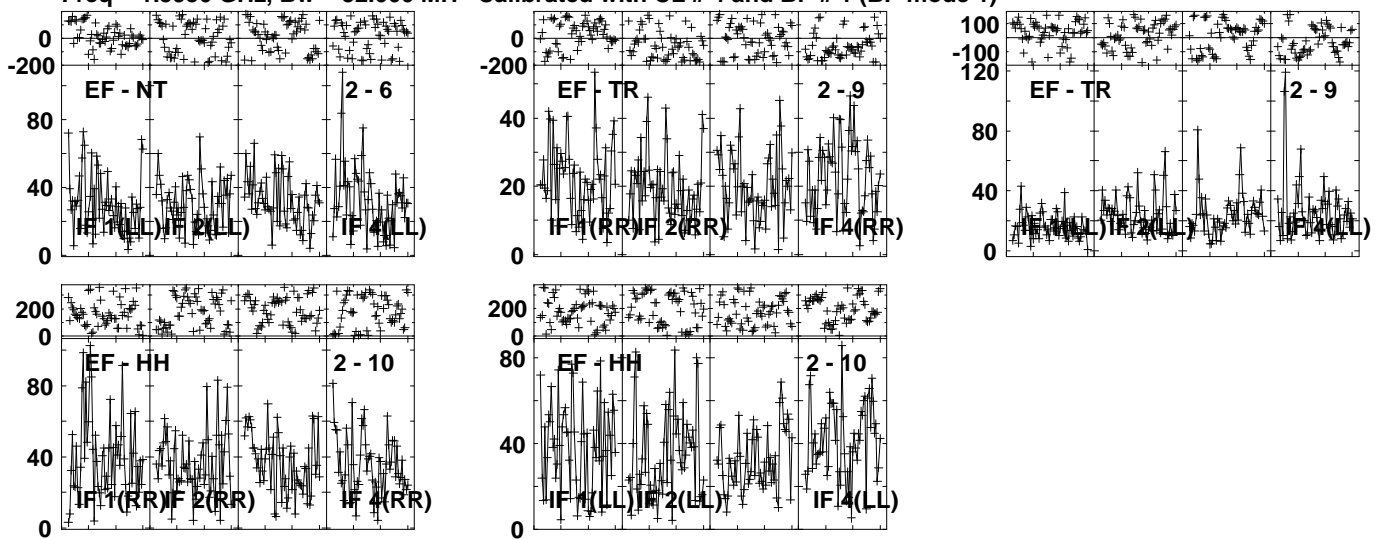 0
-200
EF - NT 2 - 6
80
40
IF 1(LL) IF 2(LL) IF 4(LL)
0
0
-200
EF - TR 2 - 9
40
20
IF 1(RR) IF 2(RR) IF 4(RR)
0
100
-100
120
EF - TR 2 - 9
80
40
IF 1(LL) IF 2(LL) IF 4(LL)
0
200
0
EF - HH 2 - 10
80
40
IF 1(RR) IF 2(RR) IF 4(RR)
0
200
0
EF - HH 2 - 10
80
40
IF 1(LL) IF 2(LL) IF 4(LL)
0